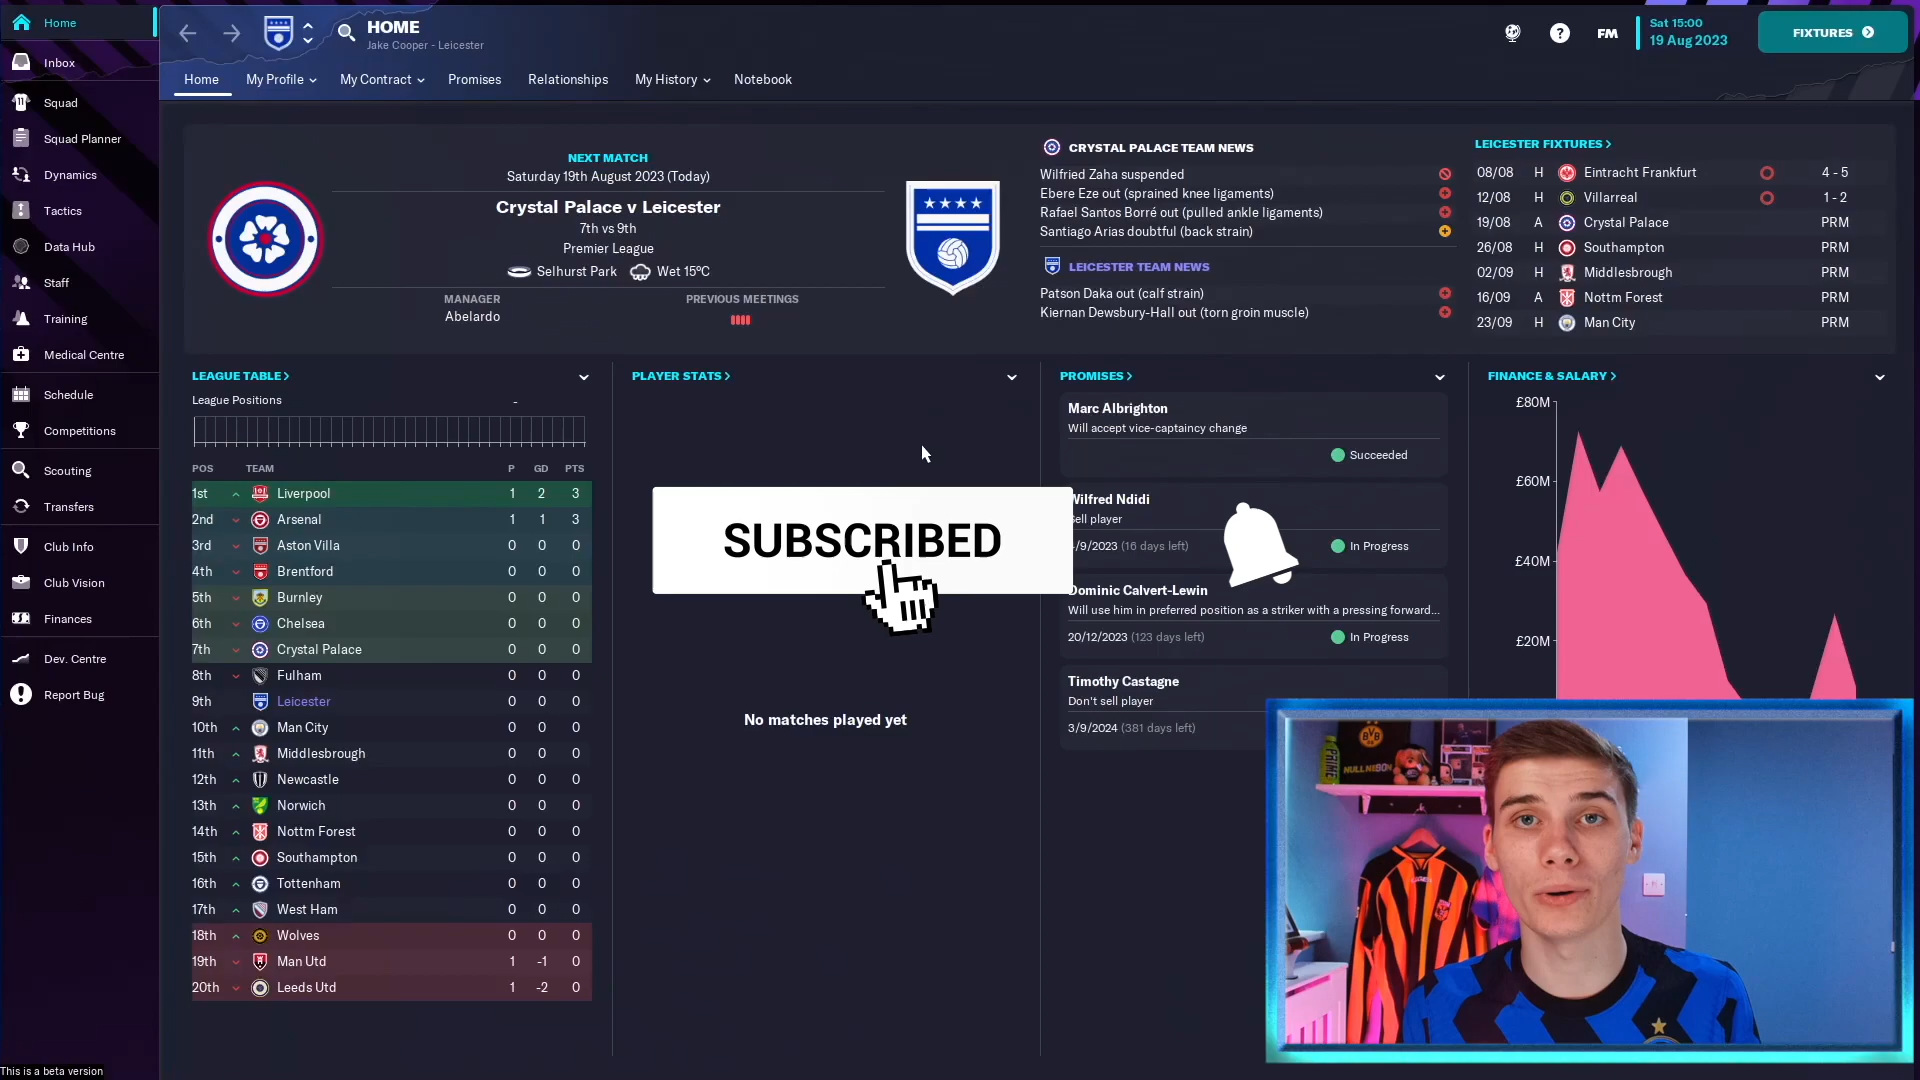 Home
Inbox
Squad
Squad Planner
Dynamics
Tactics
Data Hub
Staff
Training
Medical Centre
Schedule
Competitions
Scouting
Transfers
Club Info
Club Vision
Finances
Dev. Centre
Report Bug
This is a beta version
HOME
Jake Cooper - Leicester
FM
Sat 15:00
19 Aug 2023
FIXTURES
Home My Profile My Contract Promises Relationships My History Notebook
NEXT MATCH
Saturday 19th August 2023 (Today)
Crystal Palace v Leicester
7th vs 9th
Premier League
Selhurst Park Wet 15ºC
MANAGER
Abelardo
PREVIOUS MEETINGS
CRYSTAL PALACE TEAM NEWS
Wilfried Zaha suspended
Ebere Eze out (sprained knee ligaments)
Rafael Santos Borré out (pulled ankle ligaments)
Santiago Arias doubtful (back strain)
LEICESTER TEAM NEWS
Patson Daka out (calf strain)
Kiernan Dewsbury-Hall out (torn groin muscle)
LEICESTER FIXTURES
08/08 H Eintracht Frankfurt 4 - 5
12/08 H Villarreal 1 - 2
19/08 A Crystal Palace PRM
26/08 H Southampton PRM
02/09 H Middlesbrough PRM
16/09 A Nottm Forest PRM
23/09 H Man City PRM
LEAGUE TABLE
League Positions -
POS TEAM P GD PTS
1st Liverpool 1 2 3
2nd Arsenal 1 1 3
3rd Aston Villa 0 0 0
4th Brentford 0 0 0
5th Burnley 0 0 0
6th Chelsea 0 0 0
7th Crystal Palace 0 0 0
8th Fulham 0 0 0
9th Leicester 0 0 0
10th Man City 0 0 0
11th Middlesbrough 0 0 0
12th Newcastle 0 0 0
13th Norwich 0 0 0
14th Nottm Forest 0 0 0
15th Southampton 0 0 0
16th Tottenham 0 0 0
17th West Ham 0 0 0
18th Wolves 0 0 0
19th Man Utd 1 -1 0
20th Leeds Utd 1 -2 0
PLAYER STATS
SUBSCRIBED
No matches played yet
PROMISES
Marc Albrighton
Will accept vice-captaincy change
Succeeded
Wilfred Ndidi
Sell player
/9/2023 (16 days left) In Progress
Dominic Calvert-Lewin
Will use him in preferred position as a striker with a pressing forward...
20/12/2023 (123 days left) In Progress
Timothy Castagne
Don't sell player
3/9/2024 (381 days left)
FINANCE & SALARY
£80M
£60M
£40M
£20M
BVB
09
PRIME